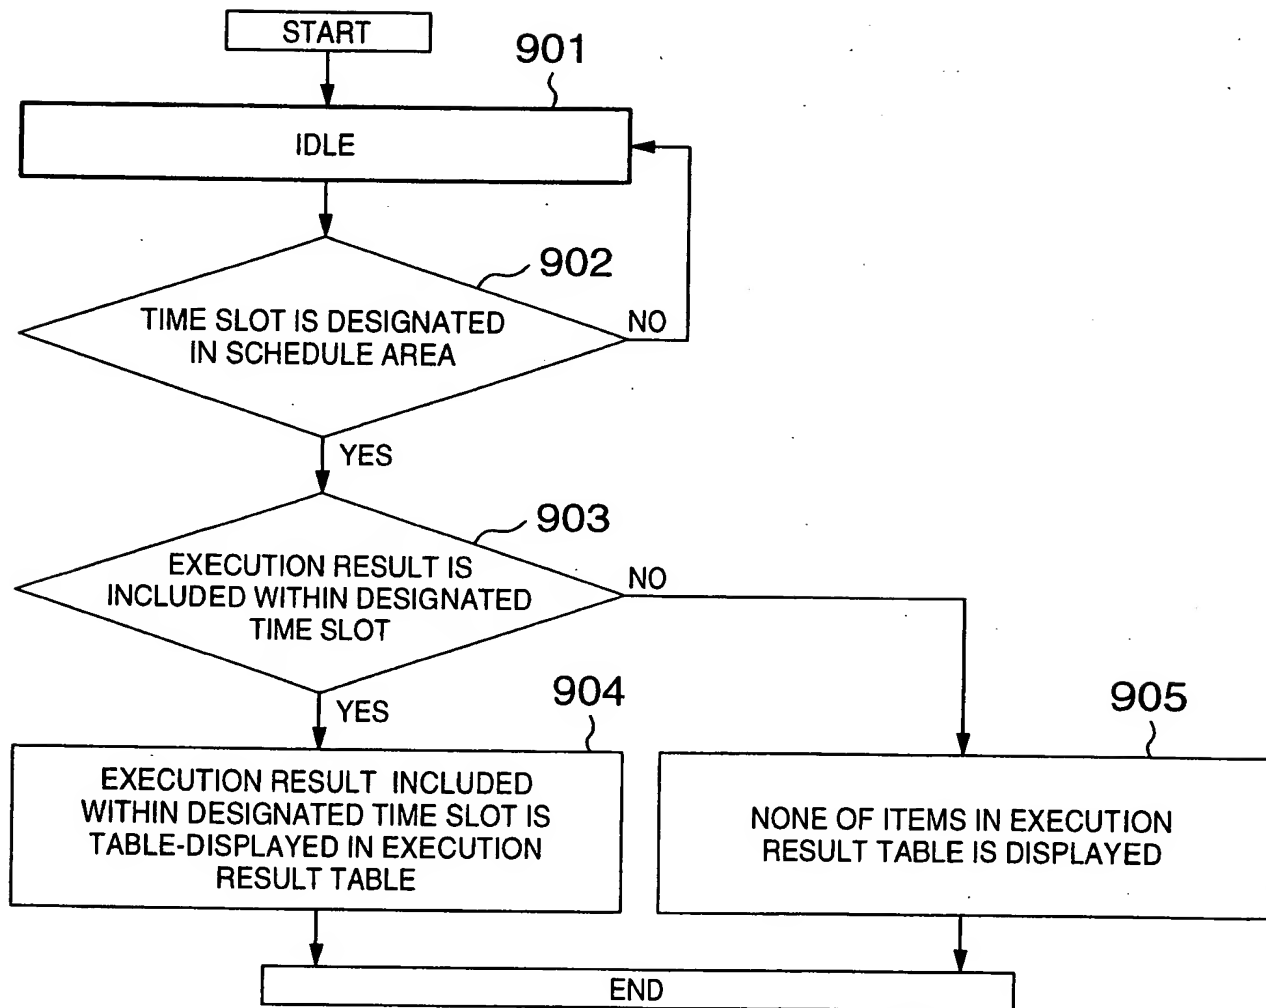 START
901
IDLE
902
TIME SLOT IS DESIGNATED
IN SCHEDULE AREA
NO
YES
903
EXECUTION RESULT IS
INCLUDED WITHIN DESIGNATED
TIME SLOT
NO
YES
904
EXECUTION RESULT INCLUDED
WITHIN DESIGNATED TIME SLOT IS
TABLE-DISPLAYED IN EXECUTION
RESULT TABLE
905
NONE OF ITEMS IN EXECUTION
RESULT TABLE IS DISPLAYED
END